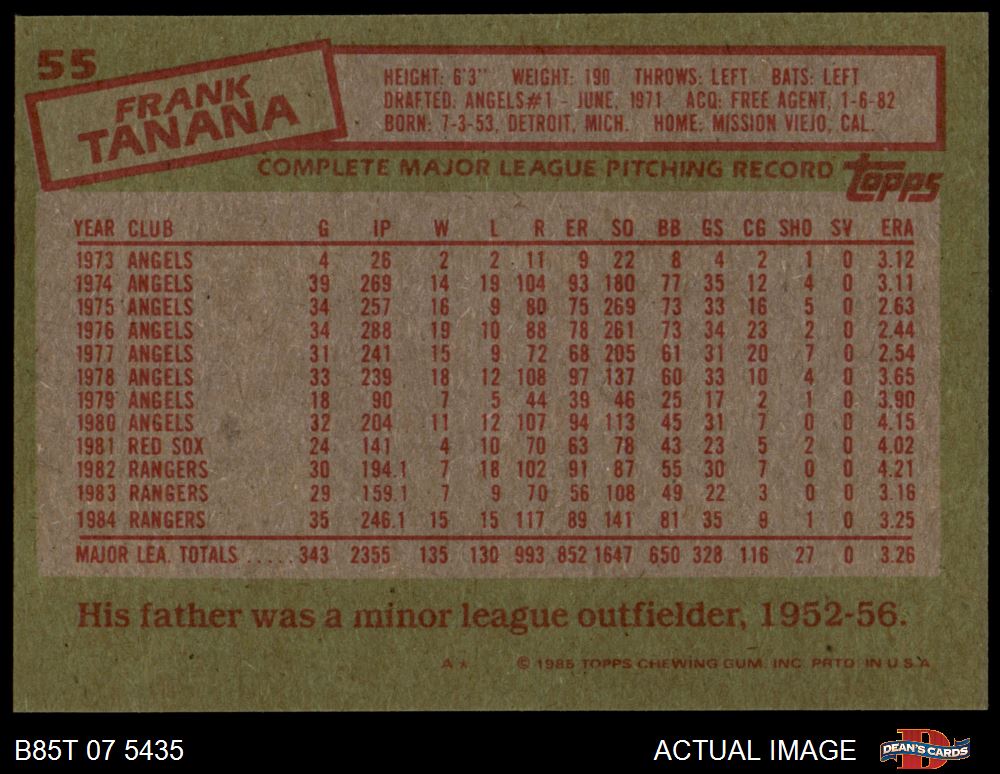 55
FRANK
TANANA
HEIGHT: 6'3" WEIGHT: 190 THROWS: LEFT BATS: LEFT
DRAFTED. ANGELS#1 - JUNE, 1971 ACQ: FREE AGENT, 1-6-82
BORN: 7-3-53, DETROIT, MICH. HOME: MISSION VIEJO, CAL.
COMPLETE MAJOR LEAGUE PITCHING RECORD topps
YEAR CLUB G IP W L R ER SO BB GS CG SHO SV ERA
1973 ANGELS 4 26 2 2 11 9 22 8 4 2 1 0 3.12
1974 ANGELS 39 269 14 19 104 93 180 77 35 12 4 0 3.11
1975 ANGELS 34 257 16 9 80 75 269 73 33 16 5 0 2.63
1976 ANGELS 34 288 19 10 88 78 261 73 34 23 2 0 2.44
1977 ANGELS 31 241 15 9 72 68 205 61 31 20 7 0 2.54
1978 ANGELS 33 239 18 12 108 97 137 60 33 10 4 0 3.65
1979 ANGELS 18 90 7 5 44 39 46 25 17 2 1 0 3.90
1980 ANGELS 32 204 11 12 107 94 113 45 31 7 0 0 4.15
1981 RED SOX 24 141 4 10 70 63 78 43 23 5 2 0 4.02
1982 RANGERS 30 194.1 7 18 102 91 87 55 30 7 0 0 4.21
1983 RANGERS 29 159.1 7 9 70 56 108 49 22 3 0 0 3.16
1984 RANGERS 35 246.1 15 15 117 89 141 81 35 9 1 0 3.25
MAJOR LEA. TOTALS ..... 343 2355 135 130 993 852 1647 650 328 116 27 0 3.26
His father was a minor league outfielder, 1952-56.
A * © 1985 TOPPS CHEWING GUM. INC. PRTD. IN U.S.A
B85T 07 5435 ACTUAL IMAGE DEAN'S CARDS